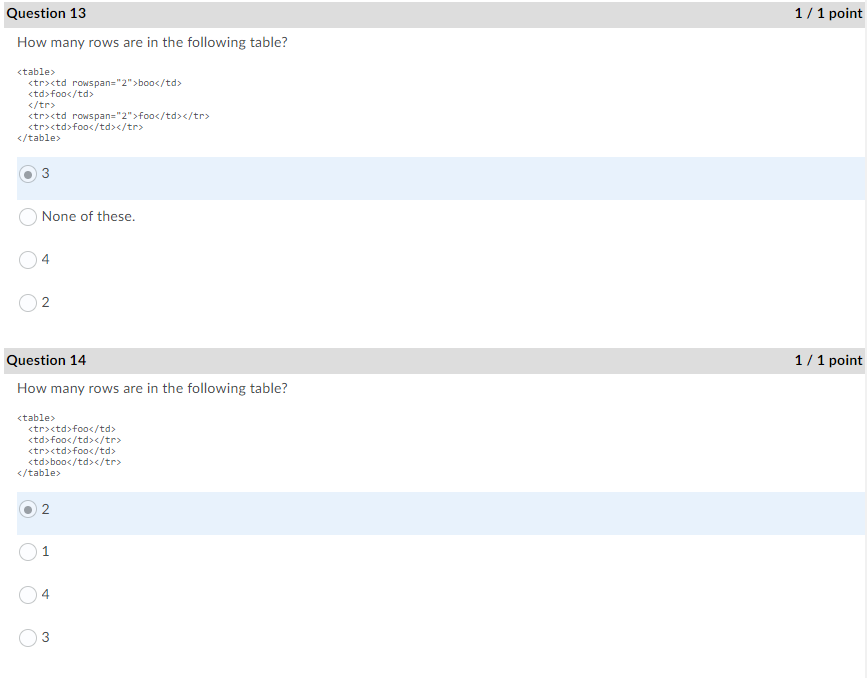 Question 13 1 / 1 point
How many rows are in the following table?
<table>
<tr><td rowspan="2">boo</td>
<td>foo</td>
</tr>
<tr><td rowspan="2">foo</td></tr>
<tr><td>foo</td></tr>
</table>
3
None of these.
4
2
Question 14 1 / 1 point
How many rows are in the following table?
<table>
<tr><td>foo</td>
<td>foo</td></tr>
<tr><td>foo</td>
<td>boo</td></tr>
</table>
2
1
4
3